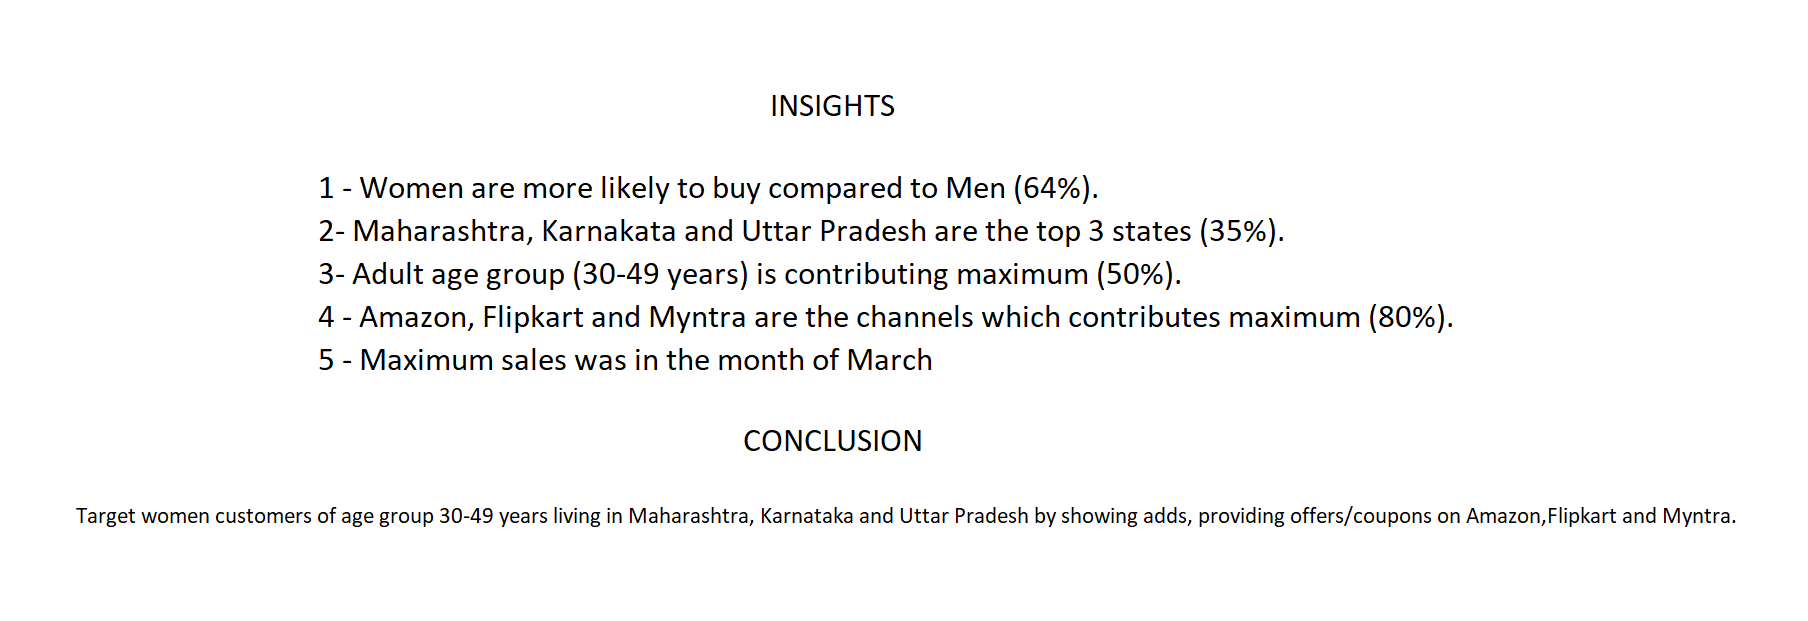 INSIGHTS
1 - Women are more likely to buy compared to Men (64%).
2- Maharashtra, Karnakata and Uttar Pradesh are the top 3 states (35%).
3- Adult age group (30-49 years) is contributing maximum (50%).
4 - Amazon, Flipkart and Myntra are the channels which contributes maximum (80%).
5 - Maximum sales was in the month of March
CONCLUSION
Target women customers of age group 30-49 years living in Maharashtra, Karnataka and Uttar Pradesh by showing adds, providing offers/coupons on Amazon,Flipkart and Myntra.